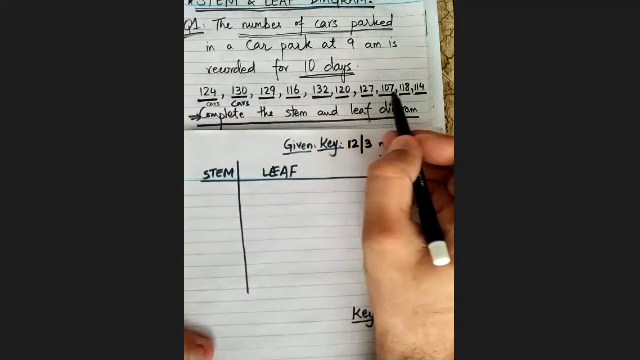 STEM & LEAF DIAGRAM:
Q1: The number of cars parked
in a car park at 9 am is
recorded for 10 days.
124, 130, 129, 116, 132, 120, 127, 107, 118, 114
cars cars
Complete the stem and leaf diagram
Given Key: 12|3
STEM LEAF
Key